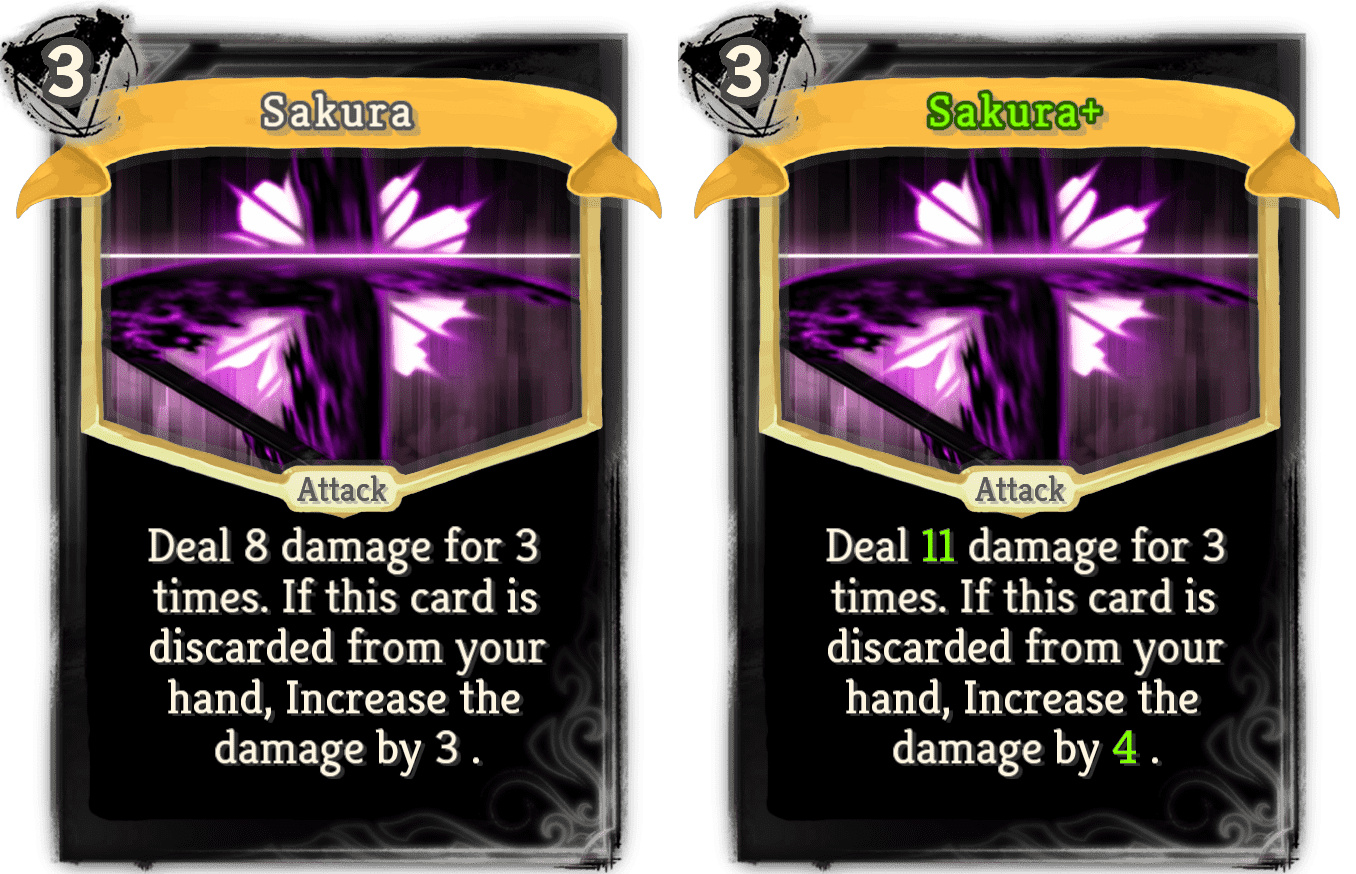 3
Sakura
Attack
Deal 8 damage for 3
times. If this card is
discarded from your
hand, Increase the
damage by 3 .
3
Sakura+
Attack
Deal 11 damage for 3
times. If this card is
discarded from your
hand, Increase the
damage by 4 .